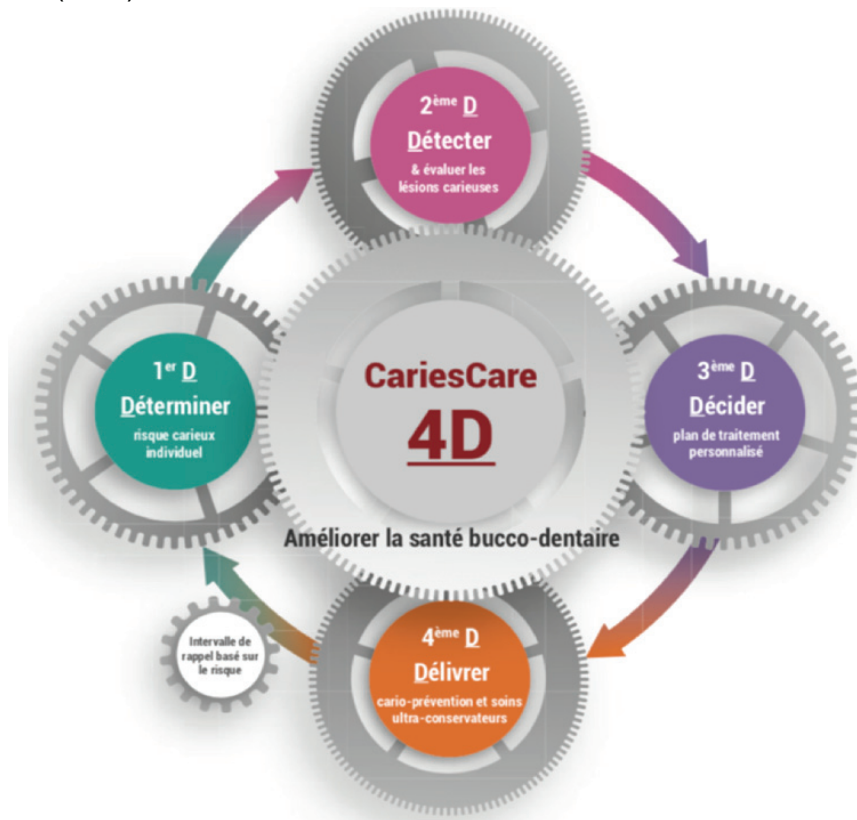 2ème D
Détecter
& évaluer les
lésions carieuses
1er D
Déterminer
risque carieux
individuel
CariesCare
4D
3ème D
Décider
plan de traitement
personnalisé
Améliorer la santé bucco-dentaire
4ème D
Délivrer
cario-prévention et soins
ultra-conservateurs
Intervalle de
rappel basé sur
le risque